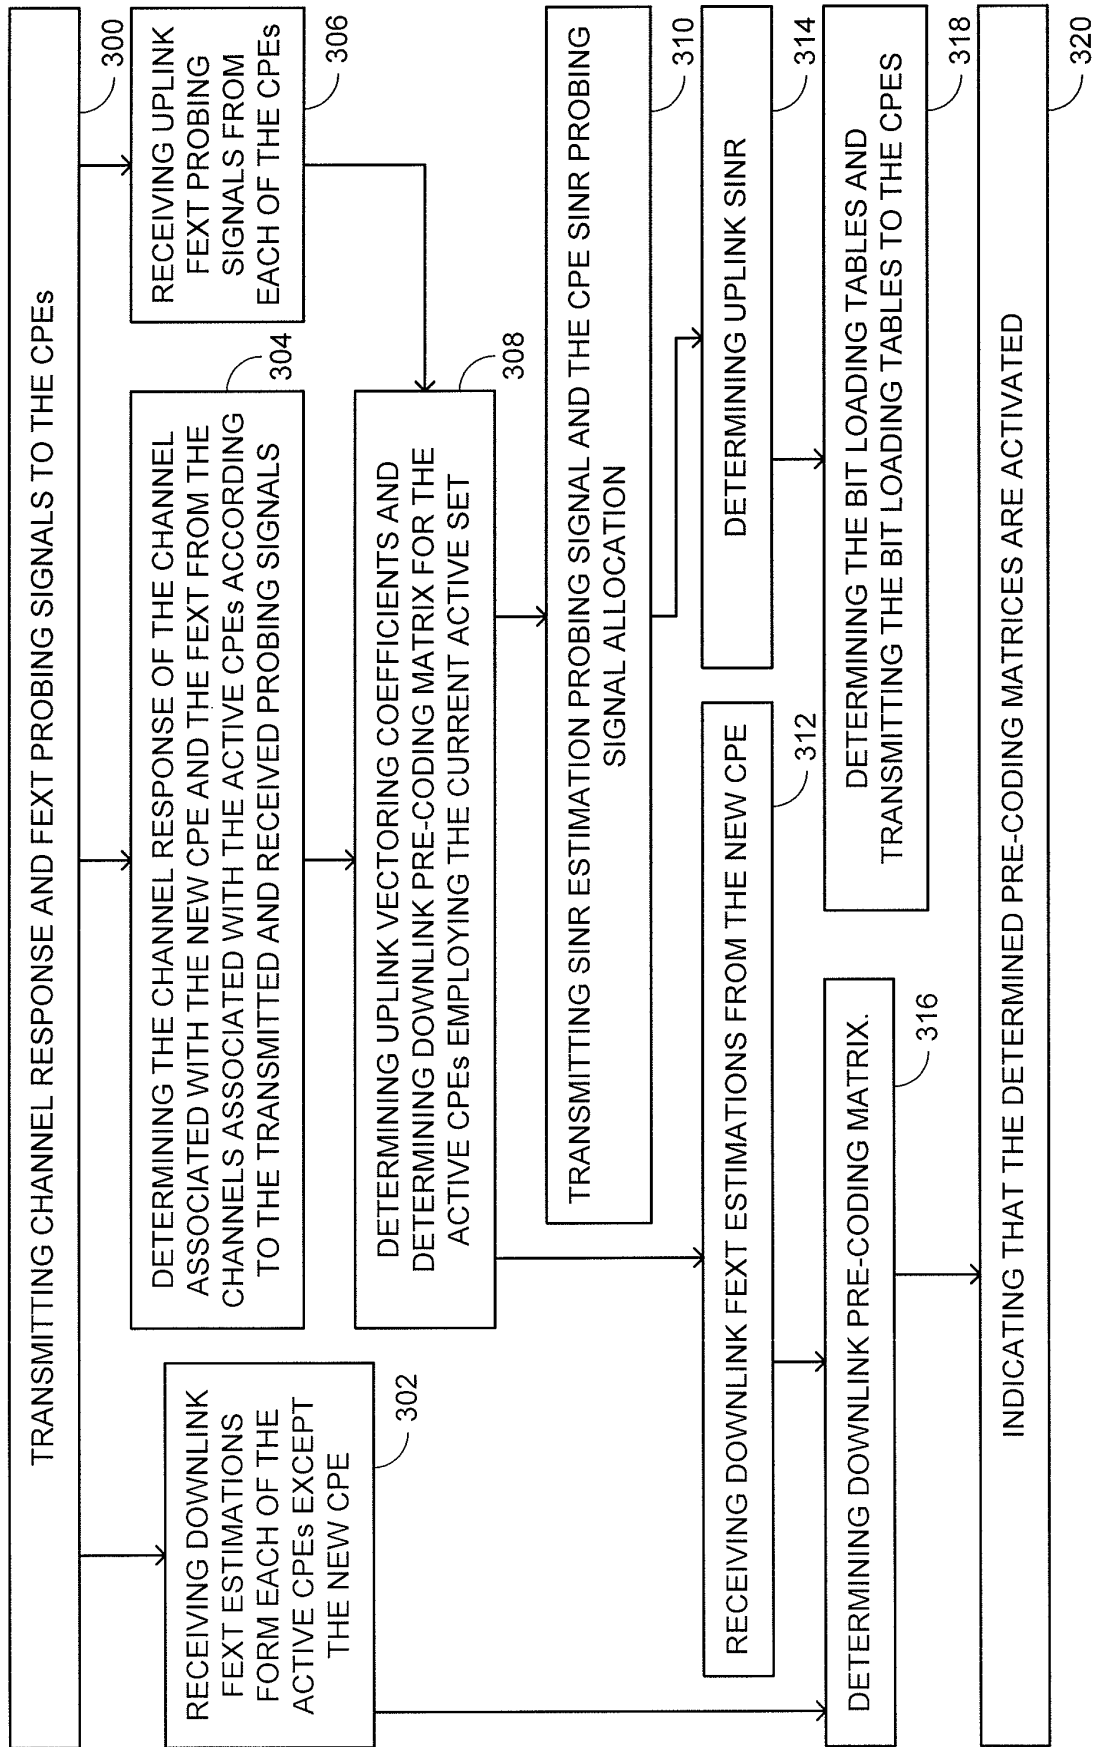 TRANSMITTING CHANNEL RESPONSE AND FEXT PROBING SIGNALS TO THE CPEs
300
RECEIVING DOWNLINK
FEXT ESTIMATIONS
FORM EACH OF THE
ACTIVE CPEs EXCEPT
THE NEW CPE
302
DETERMINING THE CHANNEL RESPONSE OF THE CHANNEL
ASSOCIATED WITH THE NEW CPE AND THE FEXT FROM THE
CHANNELS ASSOCIATED WITH THE ACTIVE CPEs ACCORDING
TO THE TRANSMITTED AND RECEIVED PROBING SIGNALS
304
RECEIVING UPLINK
FEXT PROBING
SIGNALS FROM
EACH OF THE CPEs
306
DETERMINING UPLINK VECTORING COEFFICIENTS AND
DETERMINING DOWNLINK PRE-CODING MATRIX FOR THE
ACTIVE CPEs EMPLOYING THE CURRENT ACTIVE SET
308
TRANSMITTING SINR ESTIMATION PROBING SIGNAL AND THE CPE SINR PROBING
SIGNAL ALLOCATION
310
RECEIVING DOWNLINK FEXT ESTIMATIONS FROM THE NEW CPE
312
DETERMINING UPLINK SINR
314
DETERMINING DOWNLINK PRE-CODING MATRIX.
316
DETERMINING THE BIT LOADING TABLES AND
TRANSMITTING THE BIT LOADING TABLES TO THE CPES
318
INDICATING THAT THE DETERMINED PRE-CODING MATRICES ARE ACTIVATED
320